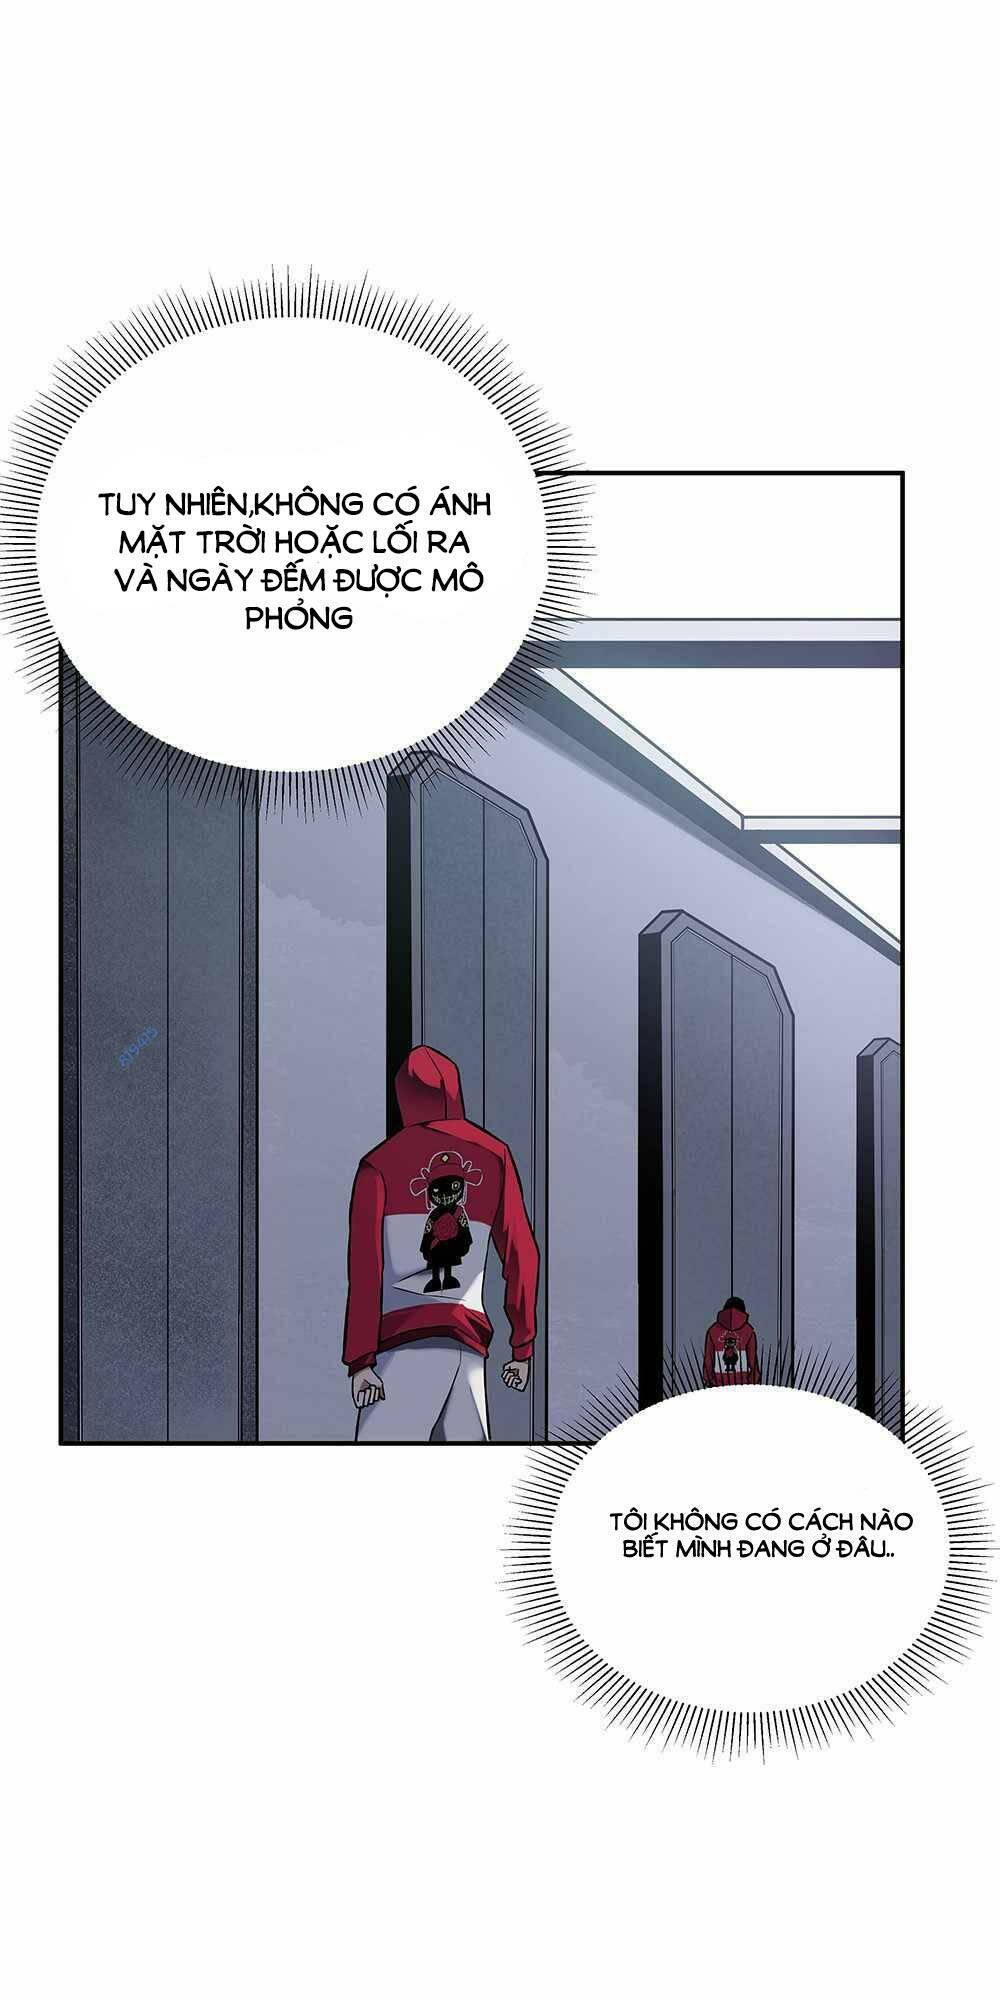 TUY NHIÊN,KHÔNG CÓ ÁNH
MẶT TRỜI HOẶC LỐI RA
VÀ NGÀY ĐẾM ĐƯỢC MÔ
PHỎNG
819415
TÔI KHÔNG CÓ CÁCH NÀO
BIẾT MÌNH ĐANG Ở ĐÂU..